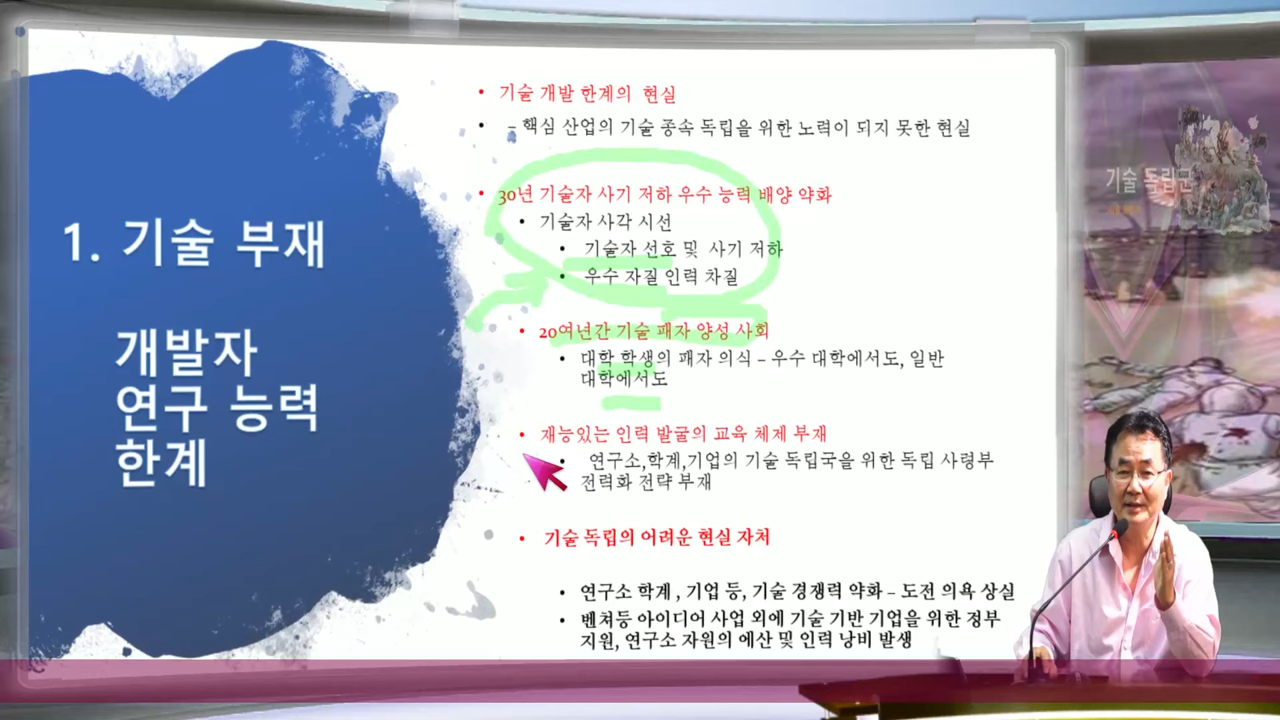 1. 기술 부재
개발자
연구 능력
한계
• 기술 개발 한계의 현실
• – 핵심 산업의 기술 종속 독립을 위한 노력이 되지 못한 현실
• 30년 기술자 사기 저하 우수 능력 배양 약화
• 기술자 사각 시선
• 기술자 선호 및 사기 저하
• 우수 자질 인력 차질
• 20여년간 기술 패자 양성 사회
• 대학 학생의 패자 의식 – 우수 대학에서도, 일반
대학에서도
• 재능있는 인력 발굴의 교육 체제 부재
• 연구소,학계,기업의 기술 독립국을 위한 독립 사령부
전력화 전략 부재
• 기술 독립의 어려운 현실 자처
• 연구소 학계 , 기업 등, 기술 경쟁력 약화 – 도전 의욕 상실
• 벤쳐등 아이디어 사업 외에 기술 기반 기업을 위한 정부
지원, 연구소 자원의 에산 및 인력 낭비 발생
기술 독립군